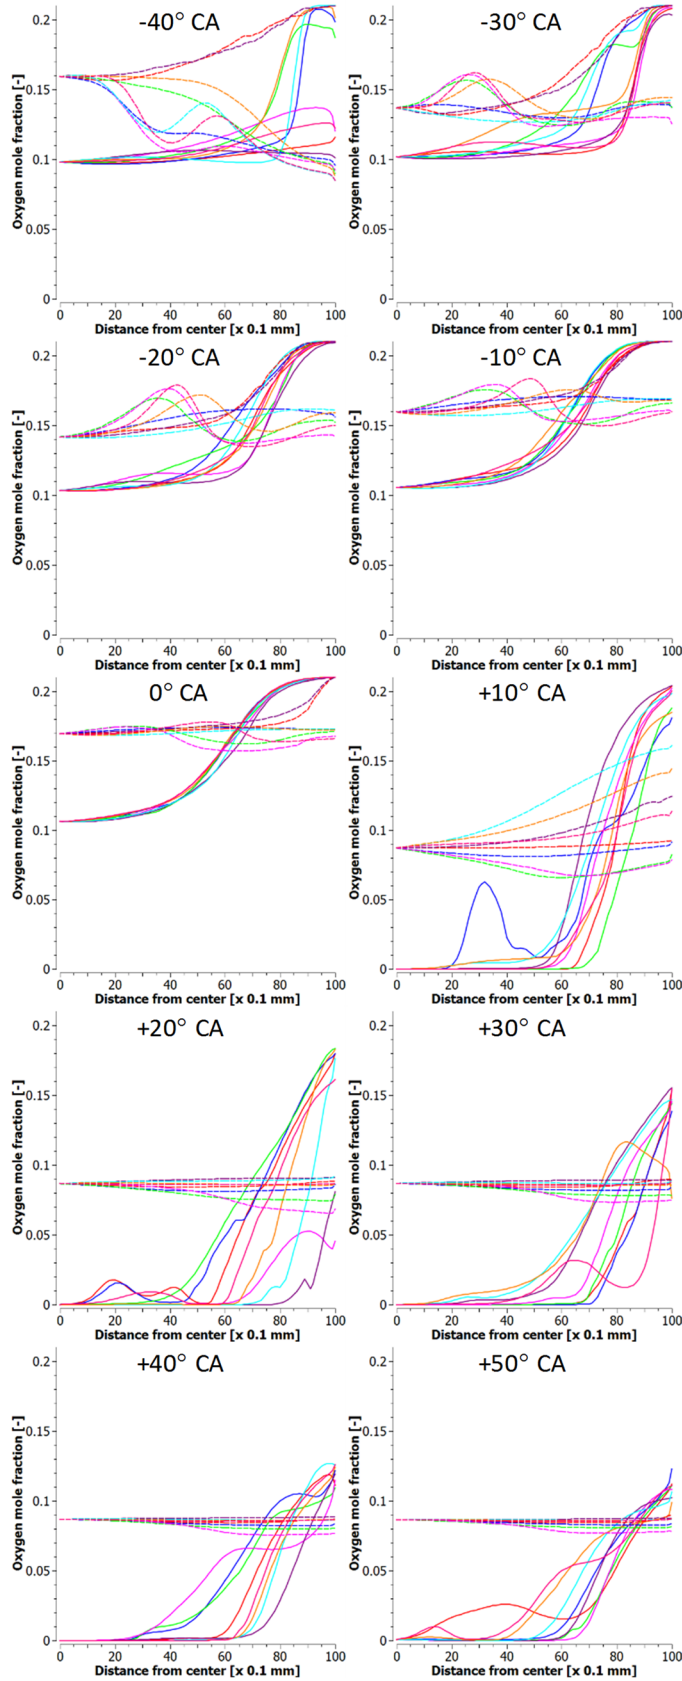 -40° CA
Oxygen mole fraction [-]
0.2
0.15
0.1
0.05
0
0 20 40 60 80 100
Distance from center [x 0.1 mm]
-30° CA
Oxygen mole fraction [-]
0.2
0.15
0.1
0.05
0
0 20 40 60 80 100
Distance from center [x 0.1 mm]
-20° CA
Oxygen mole fraction [-]
0.2
0.15
0.1
0.05
0
0 20 40 60 80 100
Distance from center [x 0.1 mm]
-10° CA
Oxygen mole fraction [-]
0.2
0.15
0.1
0.05
0
0 20 40 60 80 100
Distance from center [x 0.1 mm]
0° CA
Oxygen mole fraction [-]
0.2
0.15
0.1
0.05
0
0 20 40 60 80 100
Distance from center [x 0.1 mm]
+10° CA
Oxygen mole fraction [-]
0.2
0.15
0.1
0.05
0
0 20 40 60 80 100
Distance from center [x 0.1 mm]
+20° CA
Oxygen mole fraction [-]
0.2
0.15
0.1
0.05
0
0 20 40 60 80 100
Distance from center [x 0.1 mm]
+30° CA
Oxygen mole fraction [-]
0.2
0.15
0.1
0.05
0
0 20 40 60 80 100
Distance from center [x 0.1 mm]
+40° CA
Oxygen mole fraction [-]
0.2
0.15
0.1
0.05
0
0 20 40 60 80 100
Distance from center [x 0.1 mm]
+50° CA
Oxygen mole fraction [-]
0.2
0.15
0.1
0.05
0
0 20 40 60 80 100
Distance from center [x 0.1 mm]